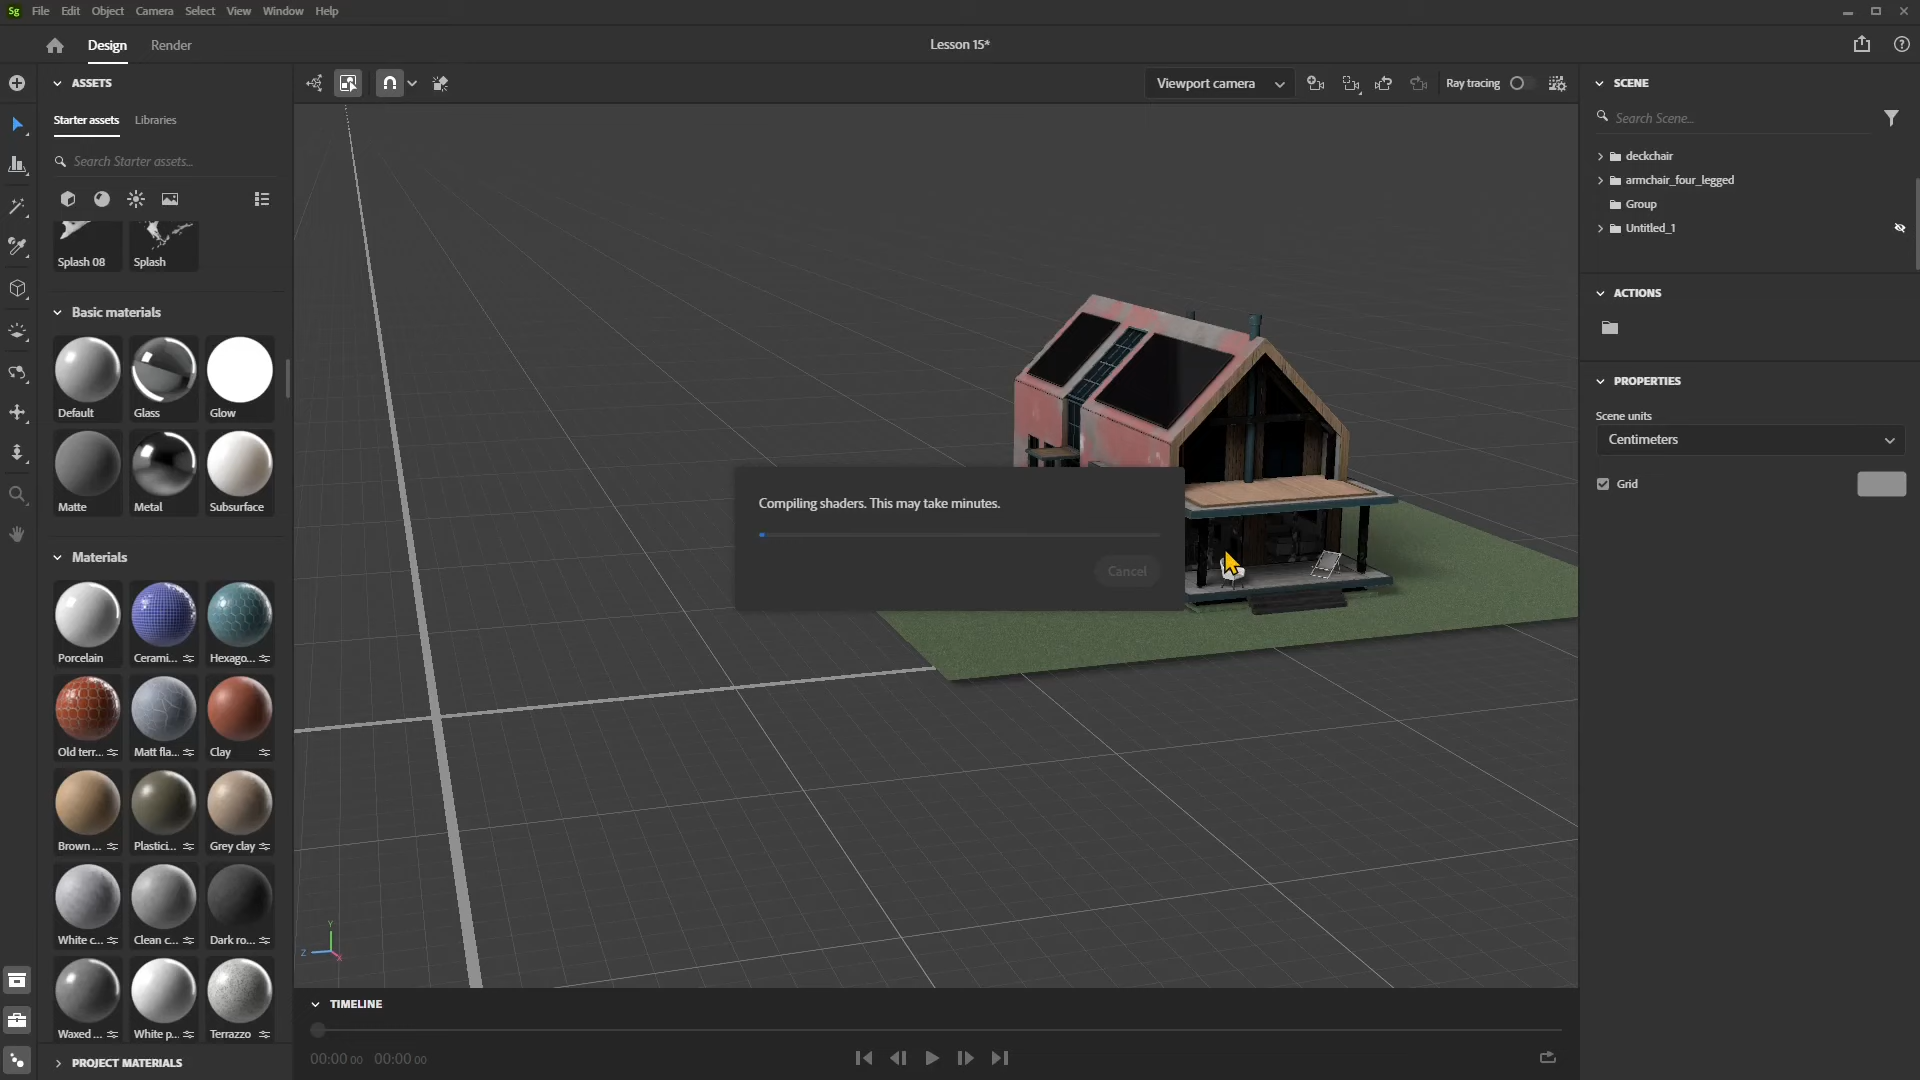 Sg File Edit Object Camera Select View Window Help
Design Render
Lesson 15*
ASSETS
Starter assets Libraries
Search Starter assets...
Splash 08 Splash
Basic materials
Default Glass Glow
Matte Metal Subsurface
Materials
Porcelain Cerami... Hexago...
Old terr... Matt fla... Clay
Brown ... Plastici... Grey clay
White c... Clean c... Dark ro...
Waxed ... White p... Terrazzo
PROJECT MATERIALS
Viewport camera
Ray tracing
Compiling shaders. This may take minutes.
Cancel
Y
Z
X
TIMELINE
00:00 00 00:00 00
SCENE
Search Scene...
deckchair
armchair_four_legged
Group
Untitled_1
ACTIONS
PROPERTIES
Scene units
Centimeters
Grid